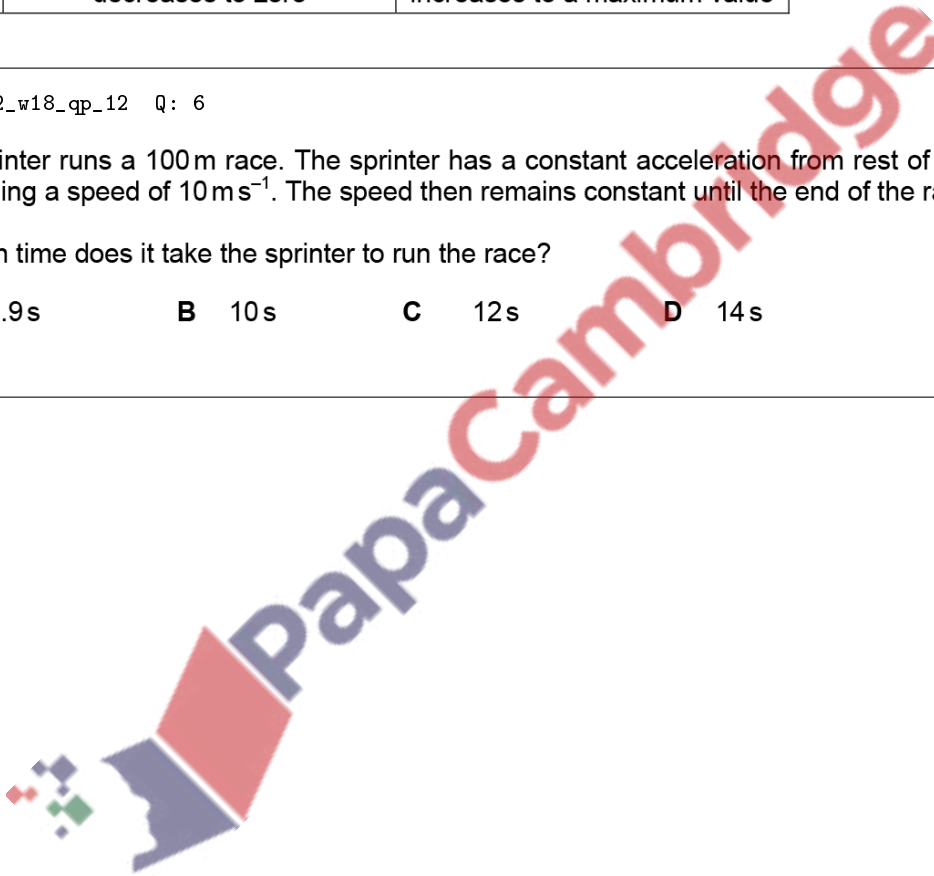 decreases to zero increases to a maximum value
2_w18_qp_12 Q: 6
inter runs a 100 m race. The sprinter has a constant acceleration from rest of
ing a speed of 10 m s⁻¹. The speed then remains constant until the end of the ra
n time does it take the sprinter to run the race?
.9 s B 10 s C 12 s D 14 s
PapaCambridge